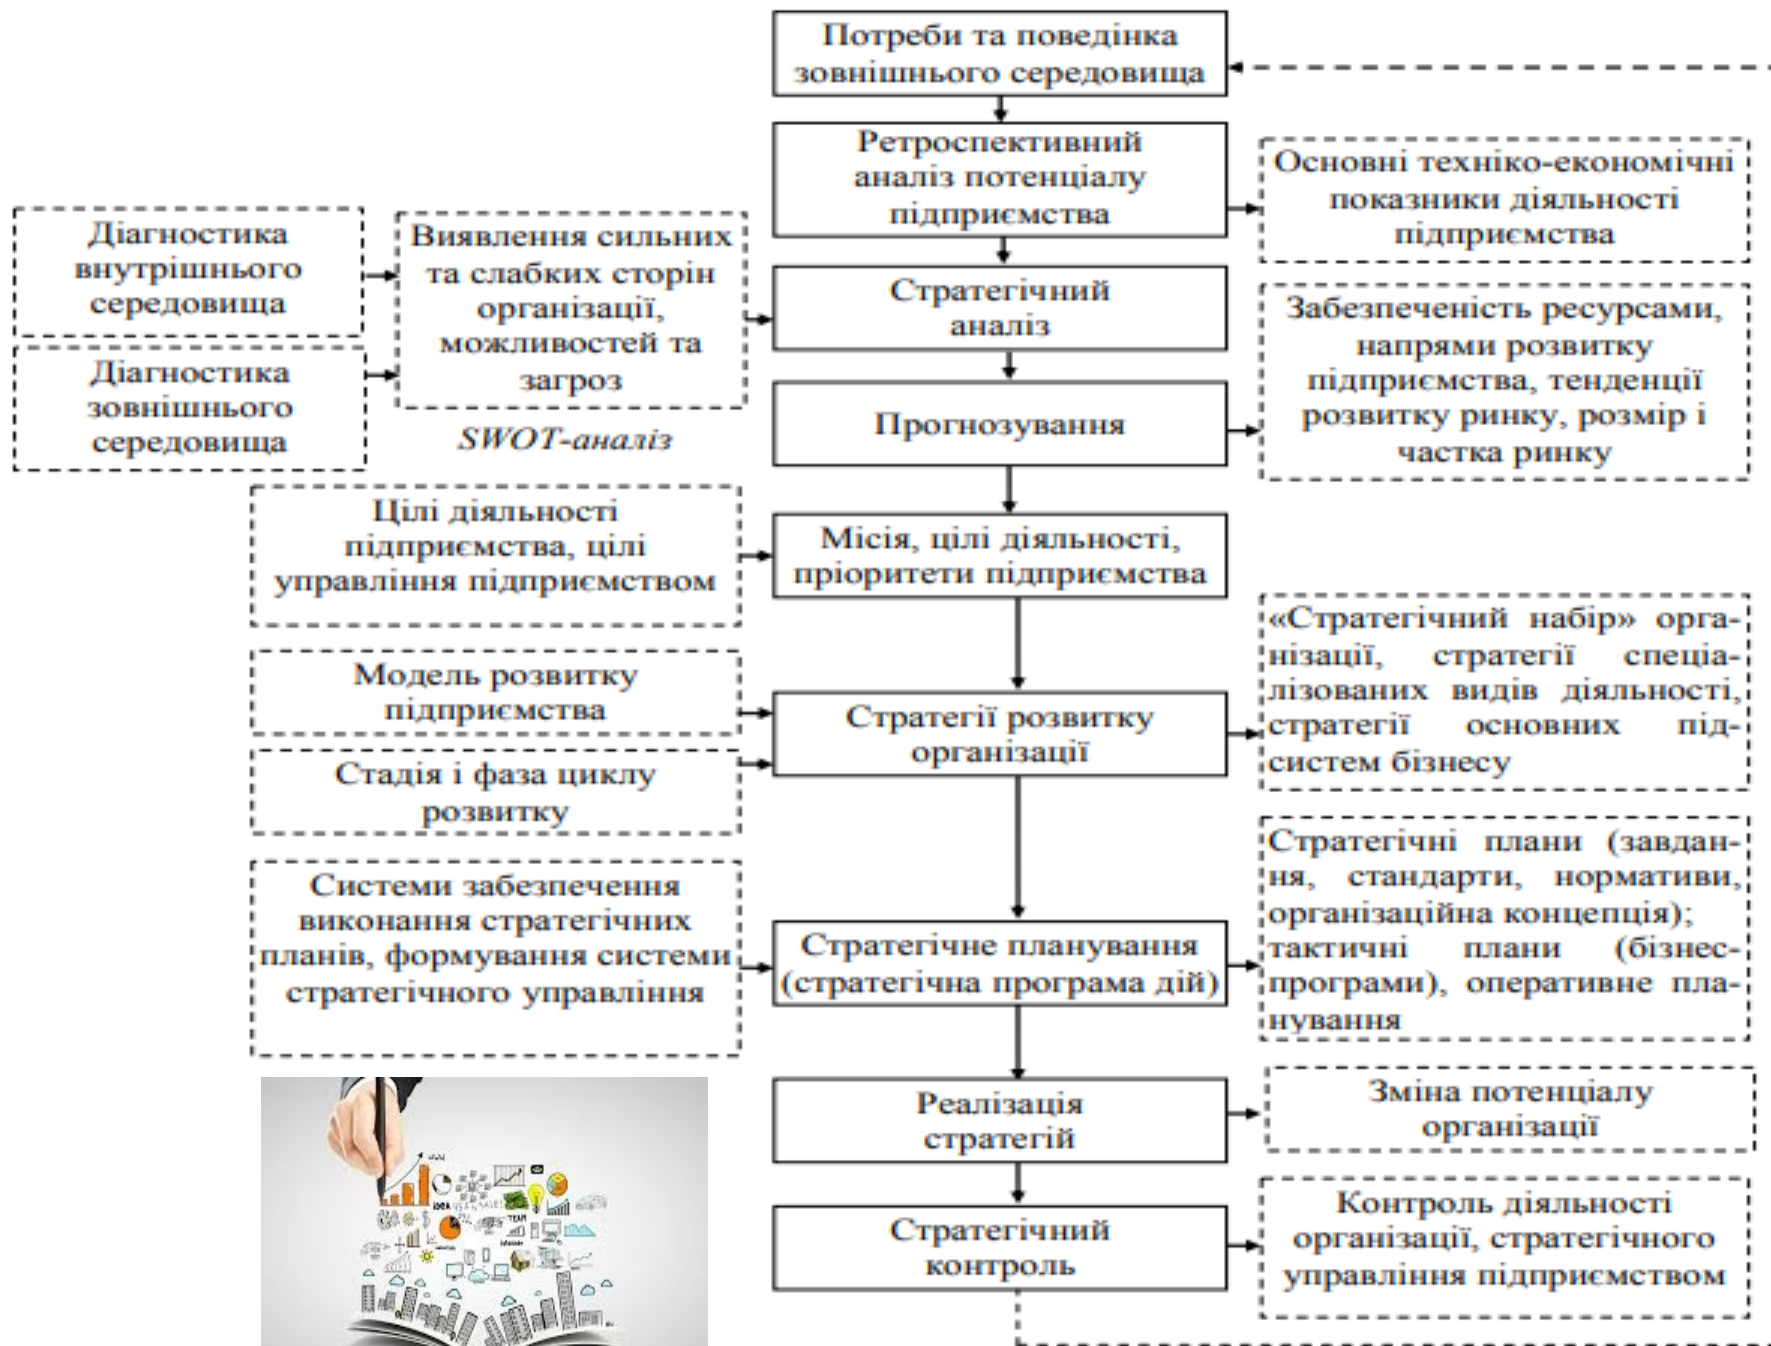 Потреби та поведінка
зовнішнього середовища
Ретроспективний
аналіз потенціалу
підприємства
Основні техніко-економічні
показники діяльності
підприємства
Діагностика
внутрішнього
середовища
Діагностика
зовнішнього
середовища
Виявлення сильних
та слабких сторін
організації,
можливостей та
загроз
SWOT-аналіз
Стратегічний
аналіз
Забезпеченість ресурсами,
напрями розвитку
підприємства, тенденції
розвитку ринку, розмір і
частка ринку
Прогнозування
Цілі діяльності
підприємства, цілі
управління підприємством
Місія, цілі діяльності,
пріоритети підприємства
Модель розвитку
підприємства
Стадія і фаза циклу
розвитку
Стратегії розвитку
організації
«Стратегічний набір» орга-
нізації, стратегії спеціа-
лізованих видів діяльності,
стратегії основних під-
систем бізнесу
Системи забезпечення
виконання стратегічних
планів, формування системи
стратегічного управління
Стратегічне планування
(стратегічна програма дій)
Стратегічні плани (завдан-
ня, стандарти, нормативи,
організаційна концепція);
тактичні плани (бізнес-
програми), оперативне пла-
нування
Реалізація
стратегій
Зміна потенціалу
організації
Стратегічний
контроль
Контроль діяльності
організації, стратегічного
управління підприємством
idea
TEAM